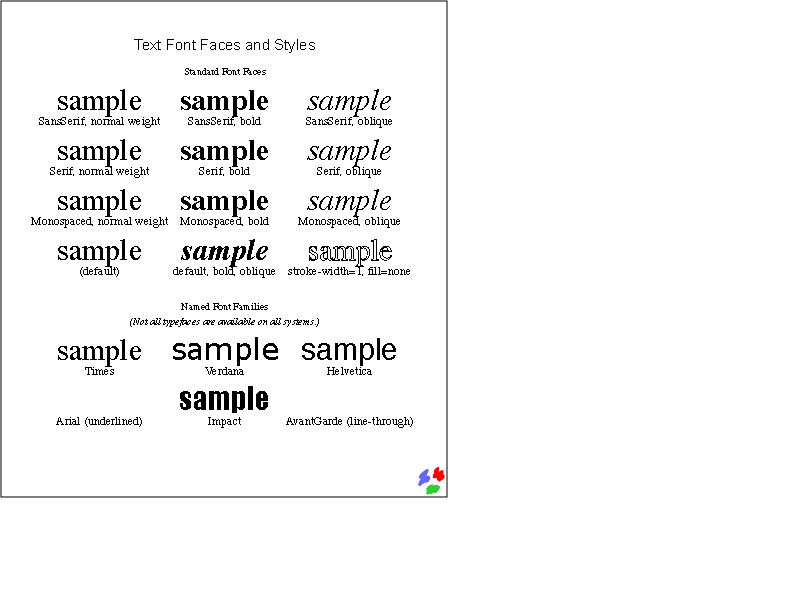 Text Font Faces and Styles
Standard Font Faces
sample sample sample
SansSerif, normal weight SansSerif, bold SansSerif, oblique
sample sample sample
Serif, normal weight Serif, bold Serif, oblique
sample sample sample
Monospaced, normal weight Monospaced, bold Monospaced, oblique
sample sample sample
(default) default, bold, oblique stroke-width=1, fill=none
Named Font Families
(Not all typefaces are available on all systems.)
sample sample sample
Times Verdana Helvetica
sample
Arial (underlined) Impact AvantGarde (line-through)